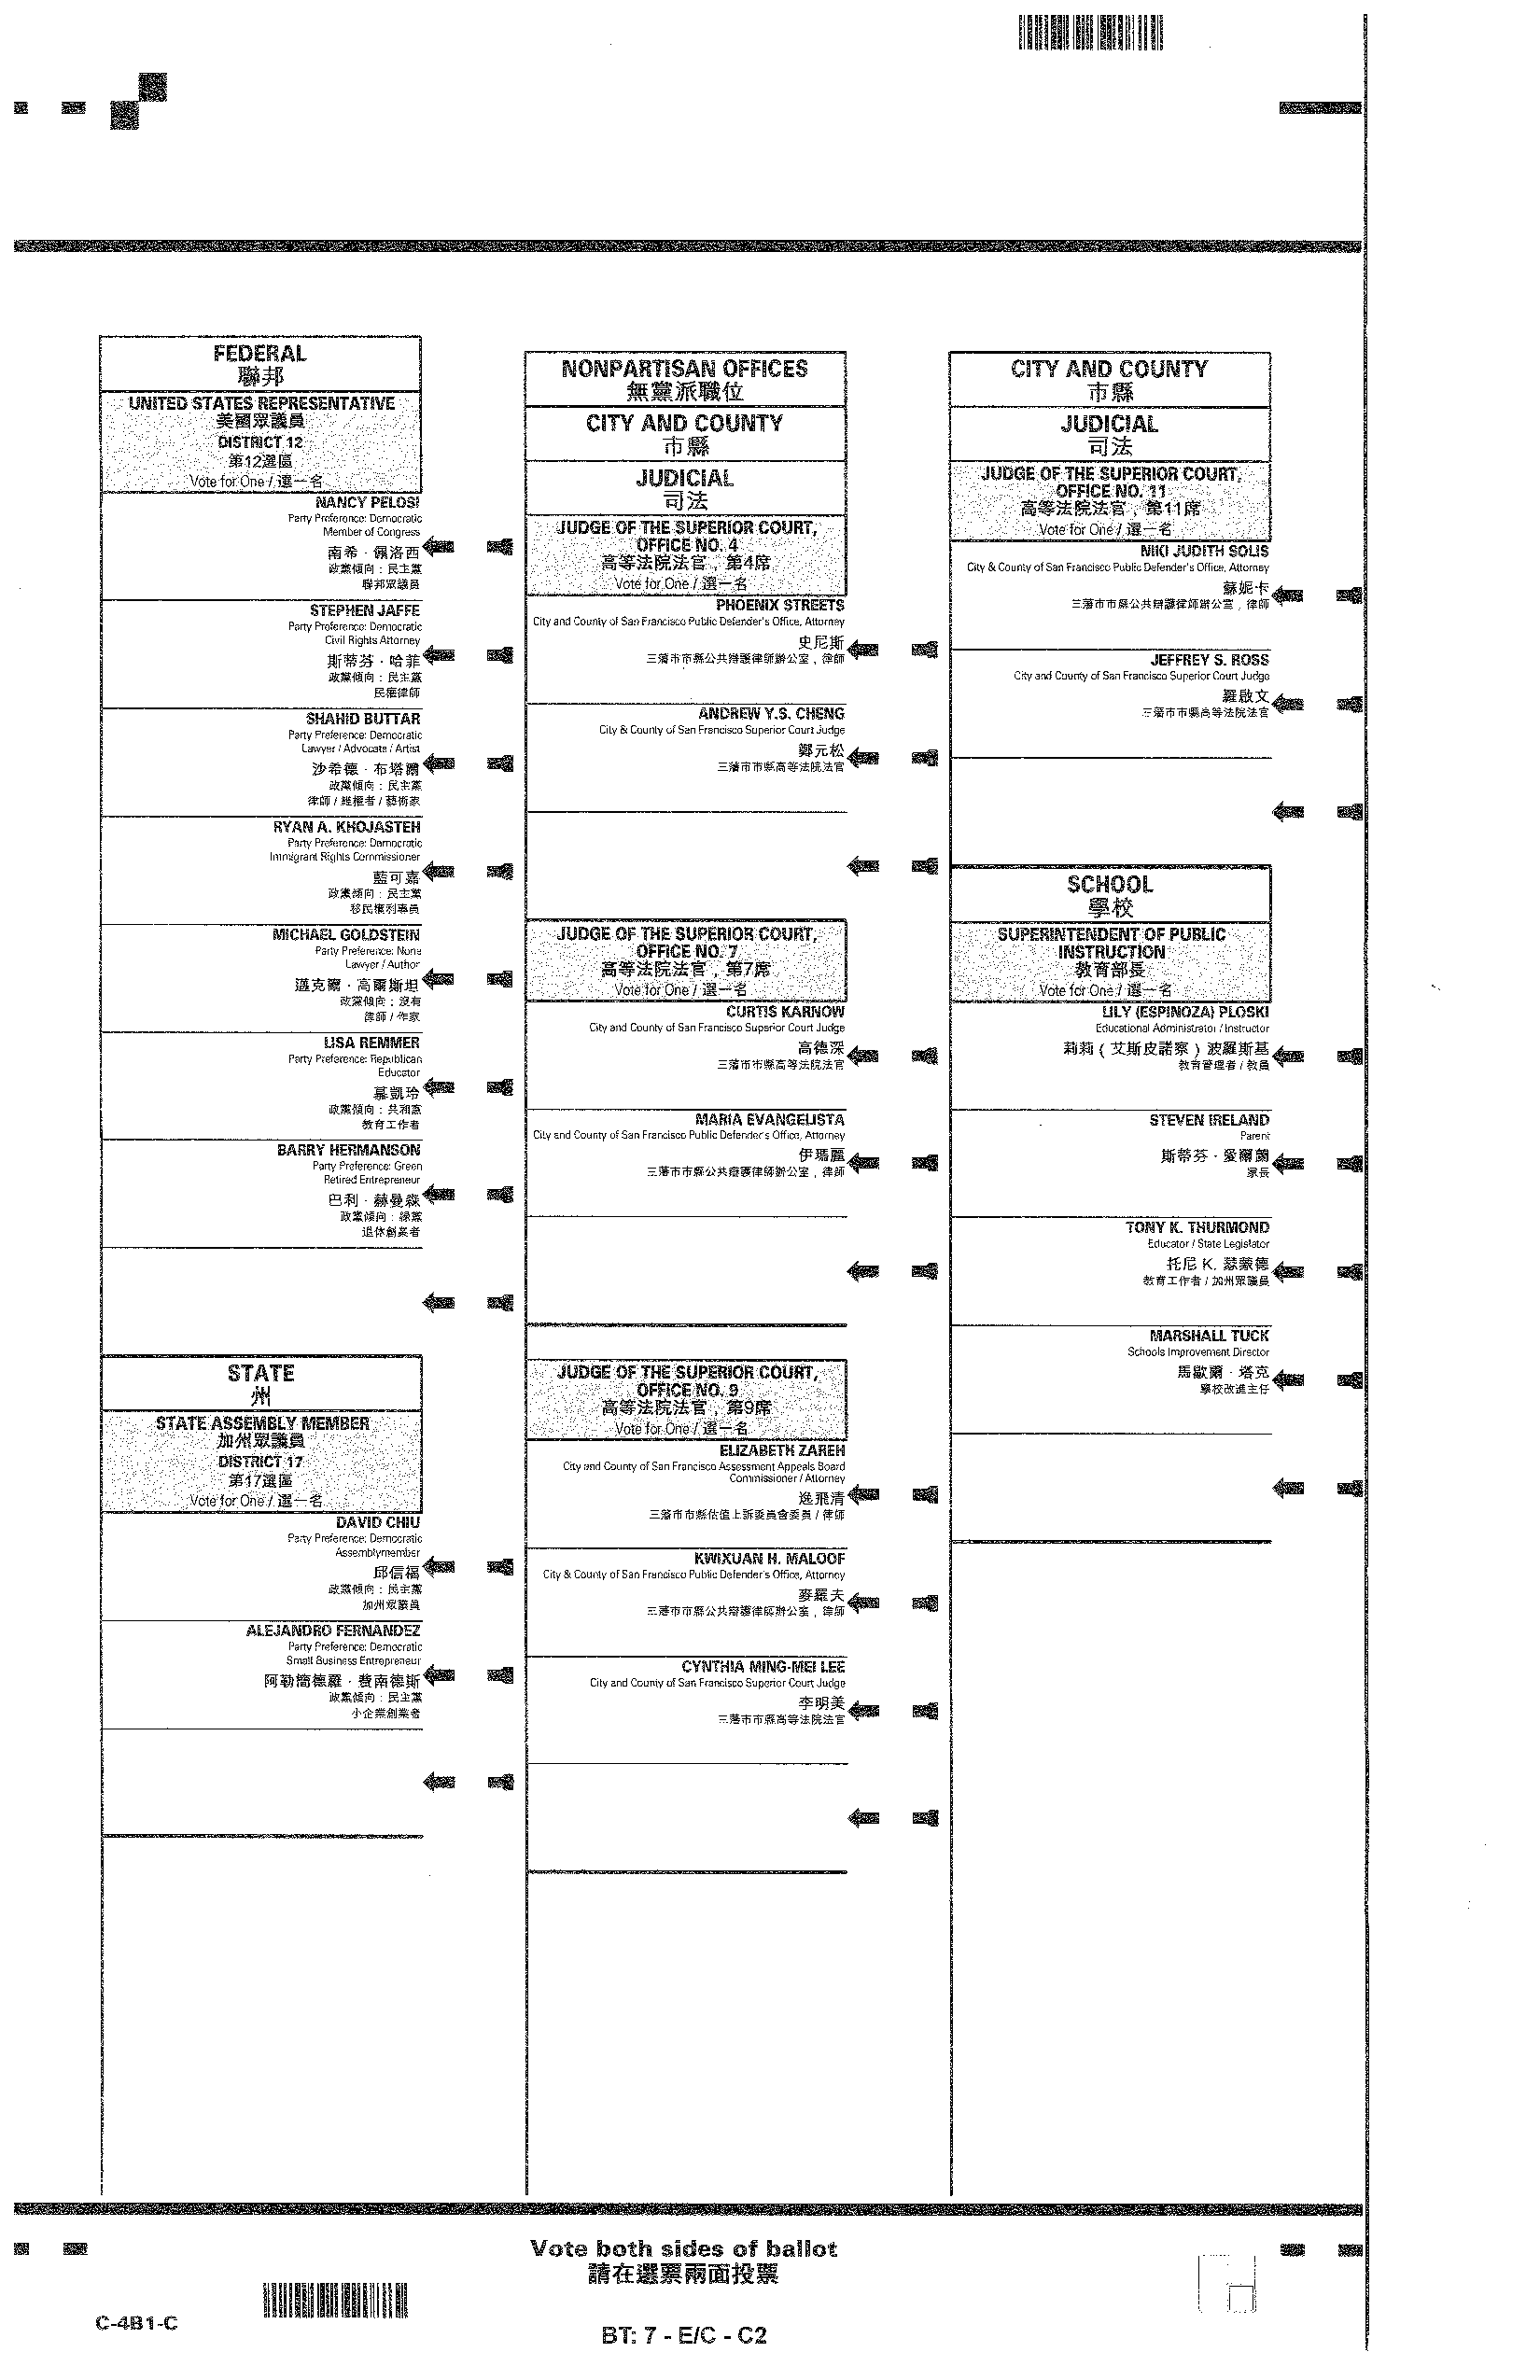 FEDERAL
聯邦
UNITED STATES REPRESENTATIVE
美國眾議員
DISTRICT 12
第12選區
Vote for One / 選一名
NANCY PELOSI
Party Preference: Democratic
Member of Congress
南希 · 佩洛西
政黨傾向 : 民主黨
聯邦眾議員
STEPHEN JAFFE
Party Preference: Democratic
Civil Rights Attorney
斯蒂芬 · 哈菲
政黨傾向 : 民主黨
民權律師
SHAHID BUTTAR
Party Preference: Democratic
Lawyer / Advocate / Artist
沙希德 · 布塔爾
政黨傾向 : 民主黨
律師 / 維權者 / 藝術家
RYAN A. KHOJASTEH
Party Preference: Democratic
Immigrant Rights Commissioner
藍可嘉
政黨傾向 : 民主黨
移民權利專員
MICHAEL GOLDSTEIN
Party Preference: None
Lawyer / Author
邁克爾 · 高爾斯坦
政黨傾向 : 沒有
律師 / 作家
LISA REMMER
Party Preference: Republican
Educator
慕凱玲
政黨傾向 : 共和黨
教育工作者
BARRY HERMANSON
Party Preference: Green
Retired Entrepreneur
巴利 · 赫曼森
政黨傾向 : 綠黨
退休創業者
STATE
州
STATE ASSEMBLY MEMBER
加州眾議員
DISTRICT 17
第17選區
Vote for One / 選一名
DAVID CHIU
Party Preference: Democratic
Assemblymember
邱信福
政黨傾向 : 民主黨
加州眾議員
ALEJANDRO FERNANDEZ
Party Preference: Democratic
Small Business Entrepreneur
阿勒簡德羅 · 費南德斯
政黨傾向 : 民主黨
小企業創業者
NONPARTISAN OFFICES
無黨派職位
CITY AND COUNTY
市縣
JUDICIAL
司法
JUDGE OF THE SUPERIOR COURT,
OFFICE NO. 4
高等法院法官 , 第4席
Vote for One / 選一名
PHOENIX STREETS
City and County of San Francisco Public Defender's Office, Attorney
史尼斯
三藩市市縣公共辯護律師辦公室 , 律師
ANDREW Y.S. CHENG
City & County of San Francisco Superior Court Judge
鄭元松
三藩市市縣高等法院法官
JUDGE OF THE SUPERIOR COURT,
OFFICE NO. 7
高等法院法官 , 第7席
Vote for One / 選一名
CURTIS KARNOW
City and County of San Francisco Superior Court Judge
高德深
三藩市市縣高等法院法官
MARIA EVANGELISTA
City and County of San Francisco Public Defender's Office, Attorney
伊瑪麗
三藩市市縣公共辯護律師辦公室 , 律師
JUDGE OF THE SUPERIOR COURT,
OFFICE NO. 9
高等法院法官 , 第9席
Vote for One / 選一名
ELIZABETH ZAREH
City and County of San Francisco Assessment Appeals Board
Commissioner / Attorney
逸飛清
三藩市市縣估值上訴委員會委員 / 律師
KWIXUAN H. MALOOF
City & County of San Francisco Public Defender's Office, Attorney
麥羅夫
三藩市市縣公共辯護律師辦公室 , 律師
CYNTHIA MING-MEI LEE
City and County of San Francisco Superior Court Judge
李明美
三藩市市縣高等法院法官
CITY AND COUNTY
市縣
JUDICIAL
司法
JUDGE OF THE SUPERIOR COURT,
OFFICE NO. 11
高等法院法官 , 第11席
Vote for One / 選一名
NIKI JUDITH SOLIS
City & County of San Francisco Public Defender's Office, Attorney
蘇妮卡
三藩市市縣公共辯護律師辦公室 , 律師
JEFFREY S. ROSS
City and County of San Francisco Superior Court Judge
羅啟文
三藩市市縣高等法院法官
SCHOOL
學校
SUPERINTENDENT OF PUBLIC
INSTRUCTION
教育部長
Vote for One / 選一名
LILY (ESPINOZA) PLOSKI
Educational Administrator / Instructor
莉莉 ( 艾斯皮諾察 ) 波羅斯基
教育管理者 / 教員
STEVEN IRELAND
Parent
斯蒂芬 · 愛爾蘭
家長
TONY K. THURMOND
Educator / State Legislator
托尼 K. 瑟蒙德
教育工作者 / 加州眾議員
MARSHALL TUCK
Schools Improvement Director
馬歇爾 · 塔克
學校改進主任
Vote both sides of ballot
請在選票兩面投票
C-4B1-C
BT: 7 - E/C - C2